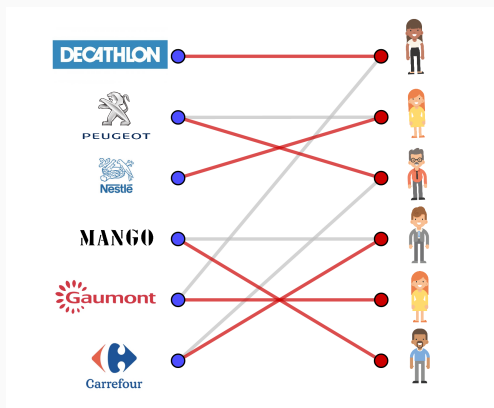 DECATHLON
PEUGEOT
Nestlé
MANGO
Gaumont
Carrefour